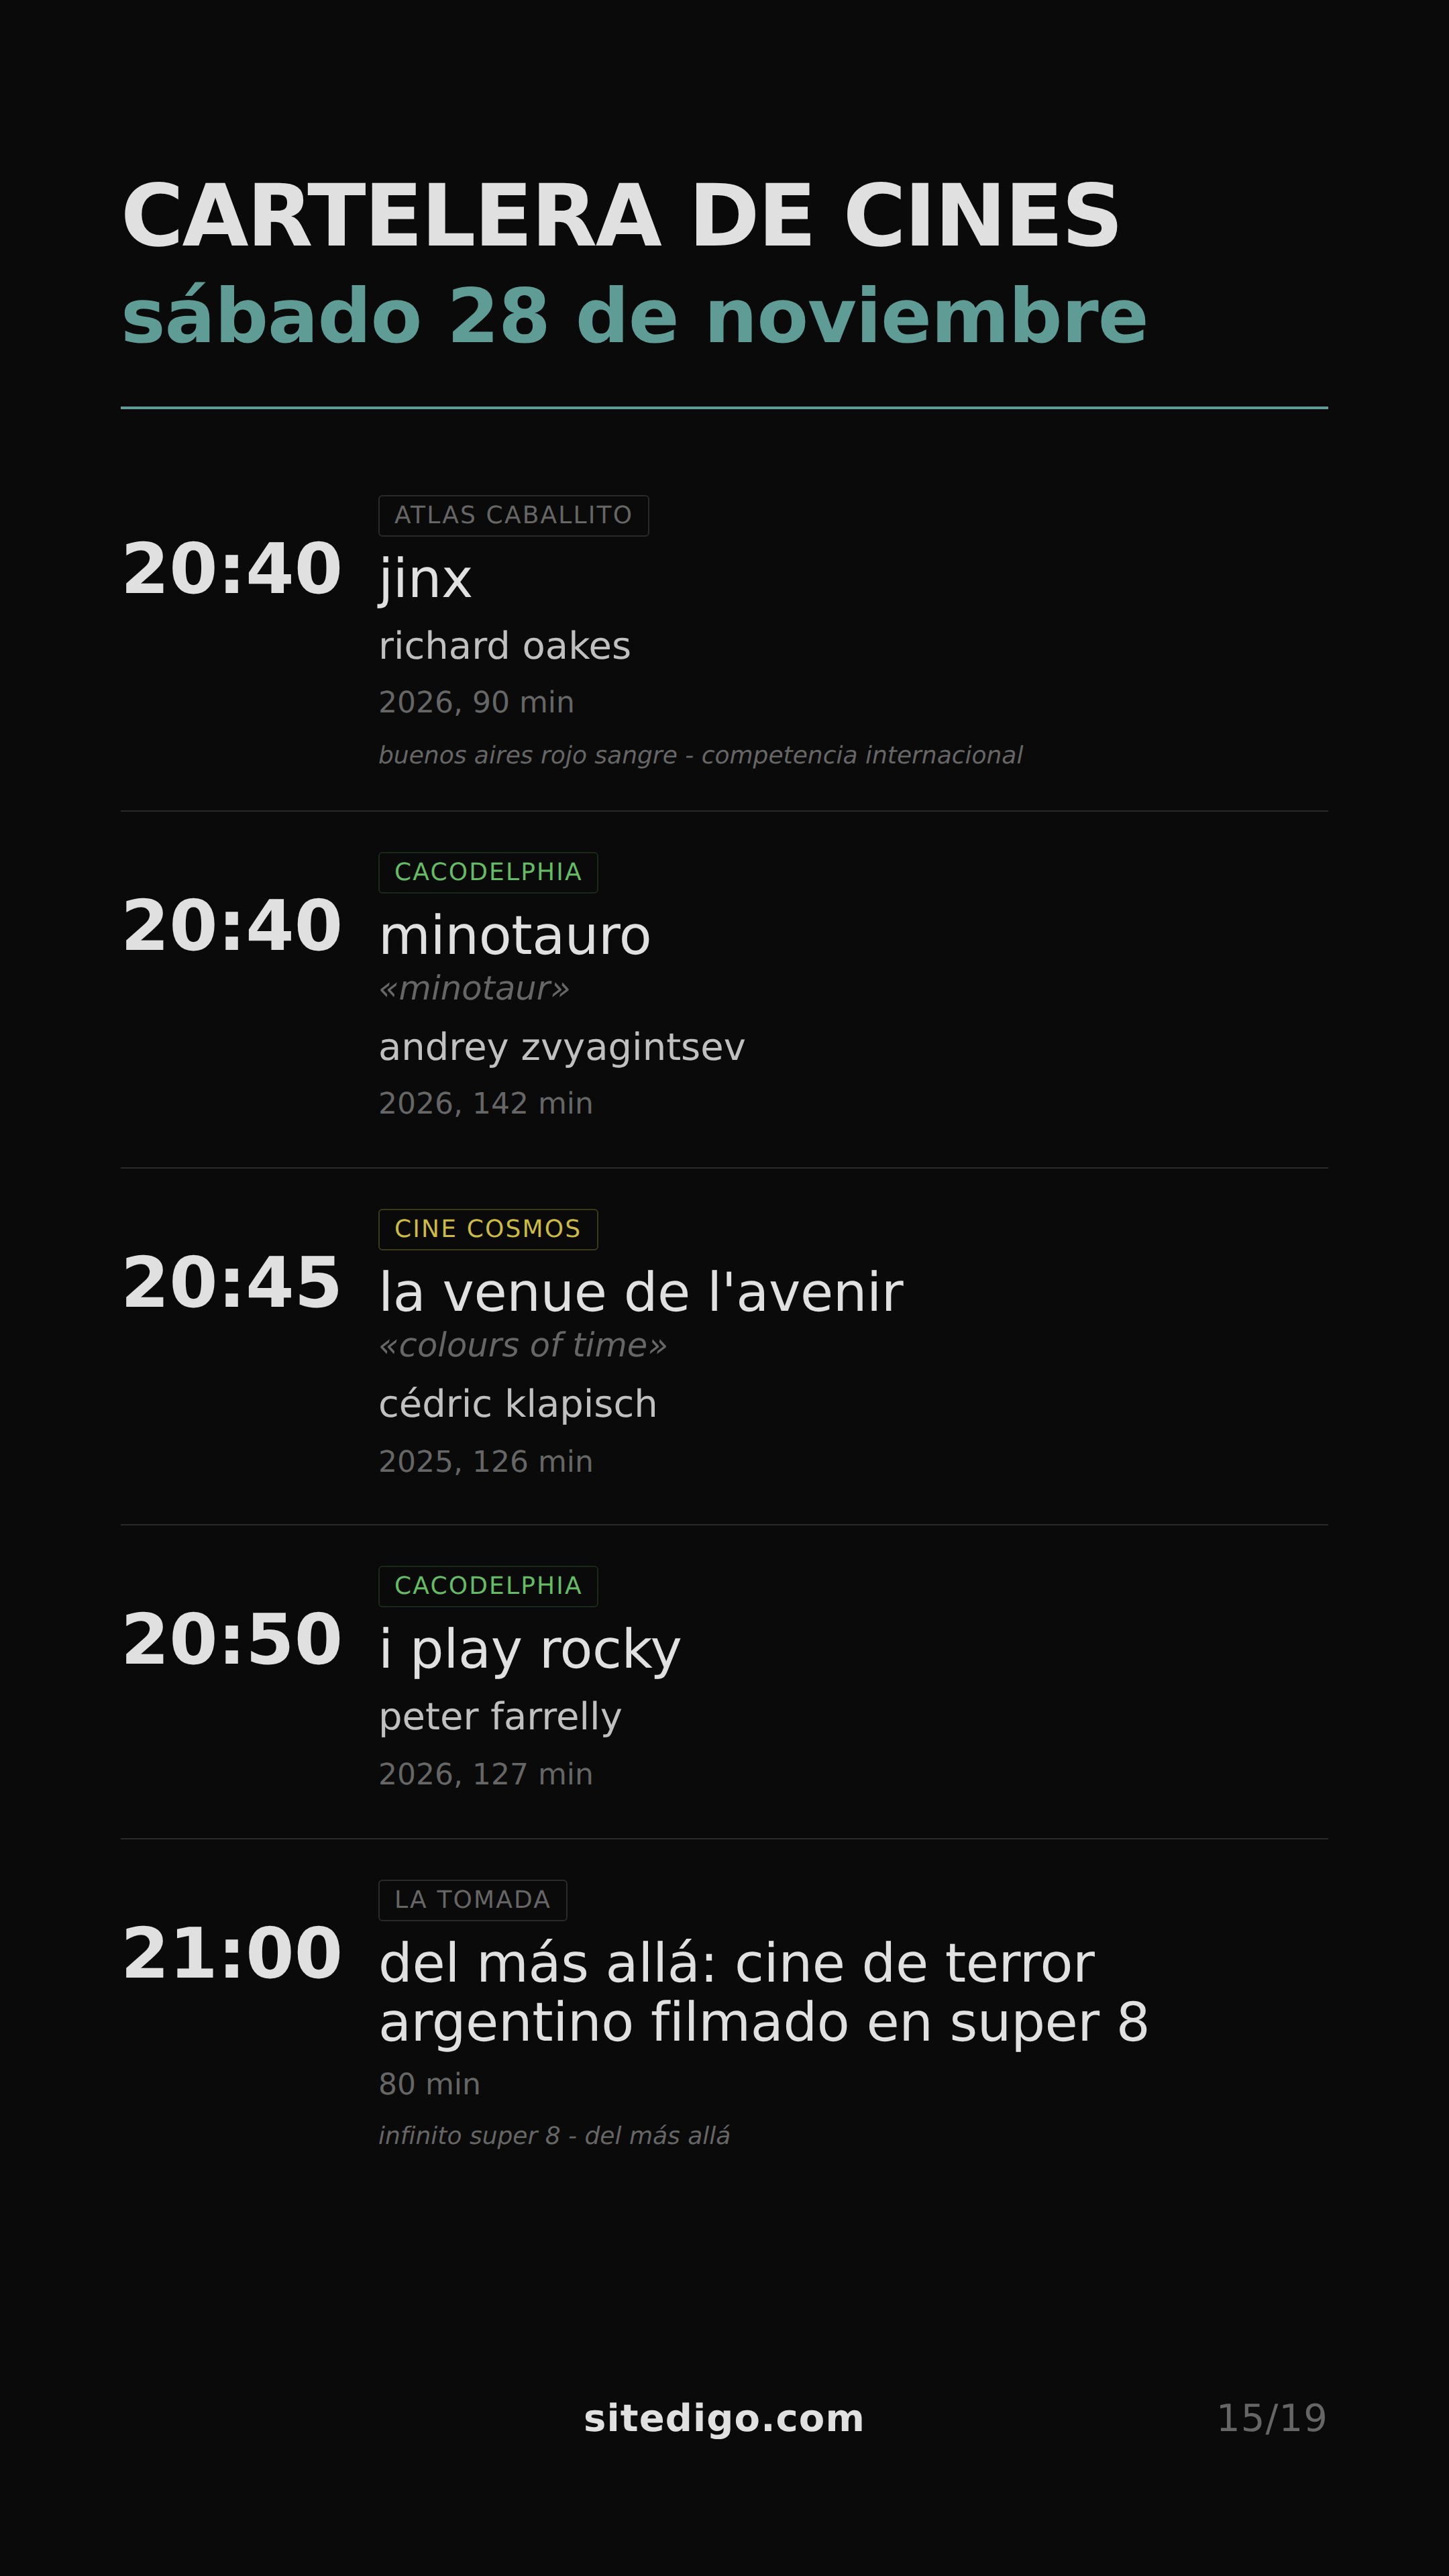 CARTELERA DE CINES
sábado 28 de noviembre
ATLAS CABALLITO
20:40
jinx
richard oakes
2026, 90 min
buenos aires rojo sangre - competencia internacional
CACODELPHIA
20:40
minotauro
«minotaur»
andrey zvyagintsev
2026, 142 min
CINE COSMOS
20:45
la venue de l'avenir
«colours of time»
cédric klapisch
2025, 126 min
CACODELPHIA
20:50
i play rocky
peter farrelly
2026, 127 min
LA TOMADA
21:00
del más allá: cine de terror
argentino filmado en super 8
80 min
infinito super 8 - del más allá
sitedigo.com
15/19